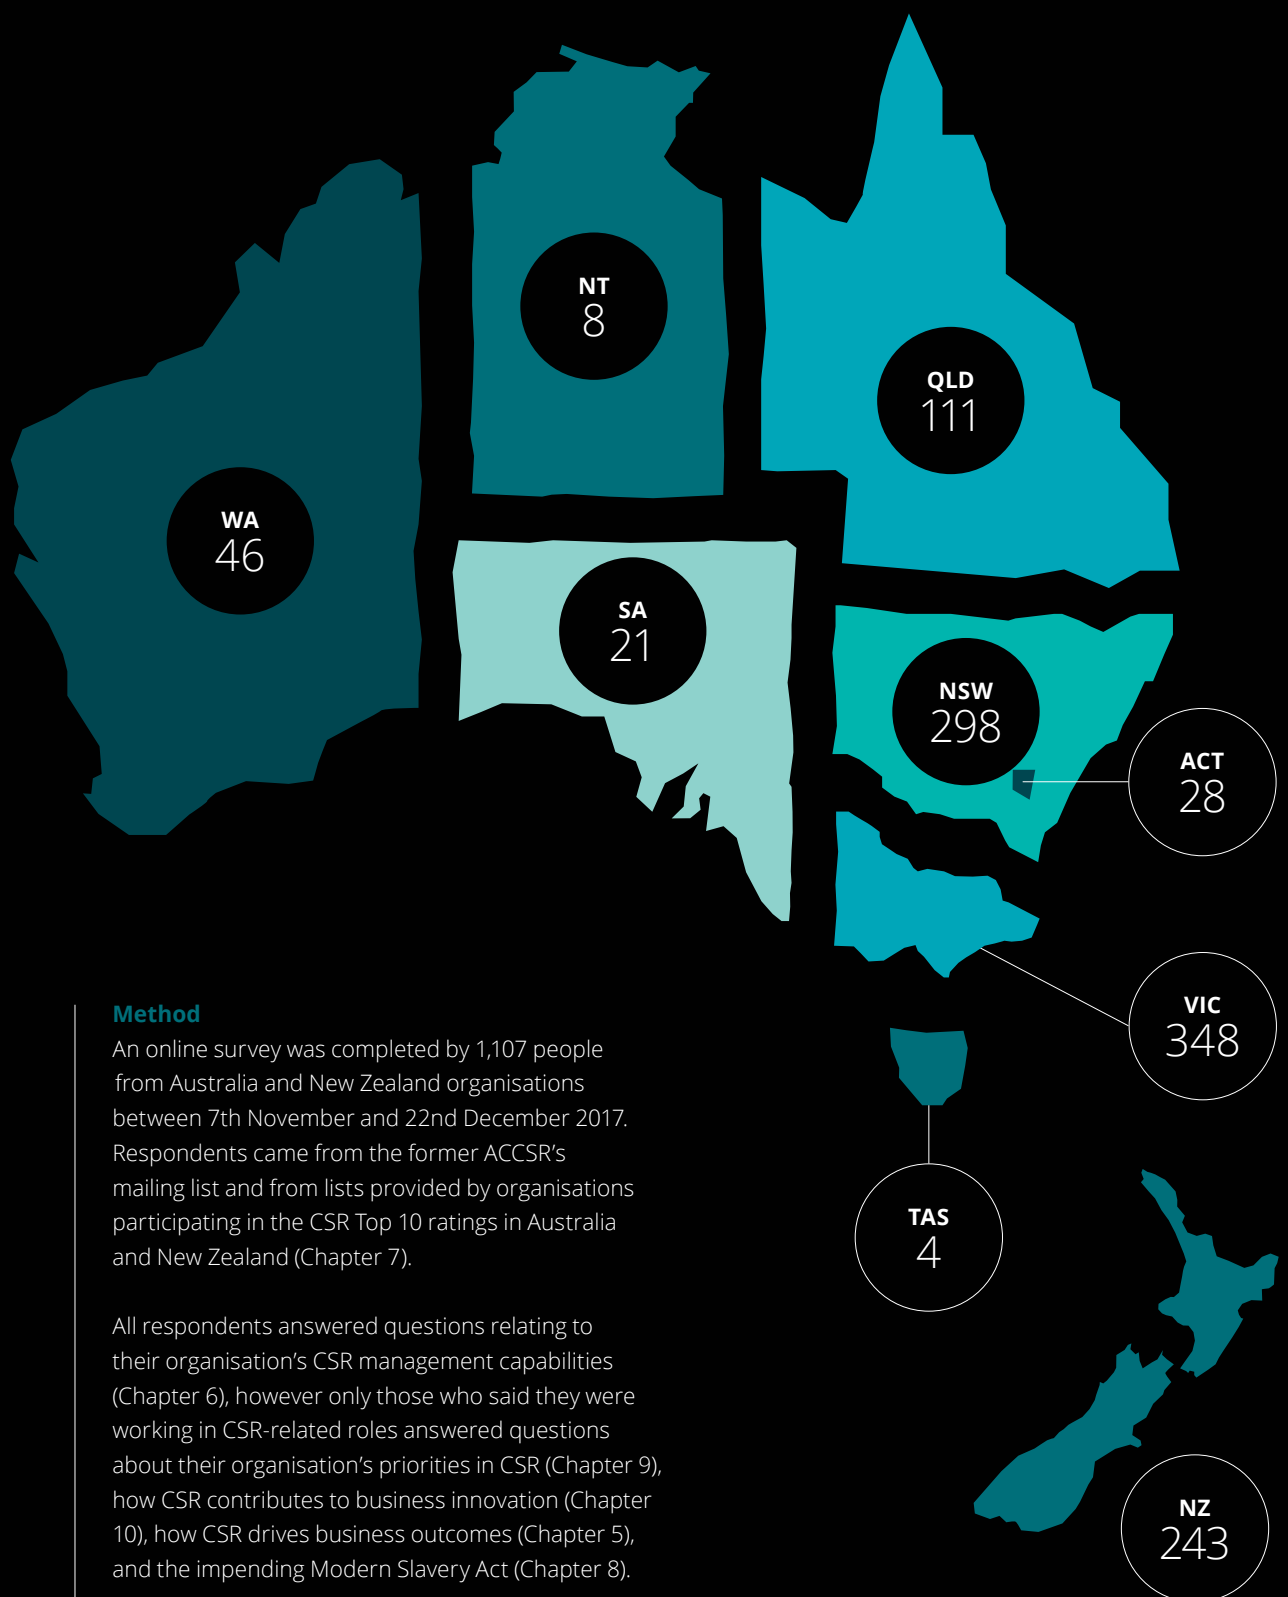 NT
8
QLD
111
WA
46
SA
21
NSW
298
ACT
28
VIC
348
TAS
4
NZ
243
Method
An online survey was completed by 1,107 people
from Australia and New Zealand organisations
between 7th November and 22nd December 2017.
Respondents came from the former ACCSR’s
mailing list and from lists provided by organisations
participating in the CSR Top 10 ratings in Australia
and New Zealand (Chapter 7).
All respondents answered questions relating to
their organisation’s CSR management capabilities
(Chapter 6), however only those who said they were
working in CSR-related roles answered questions
about their organisation’s priorities in CSR (Chapter 9),
how CSR contributes to business innovation (Chapter
10), how CSR drives business outcomes (Chapter 5),
and the impending Modern Slavery Act (Chapter 8).